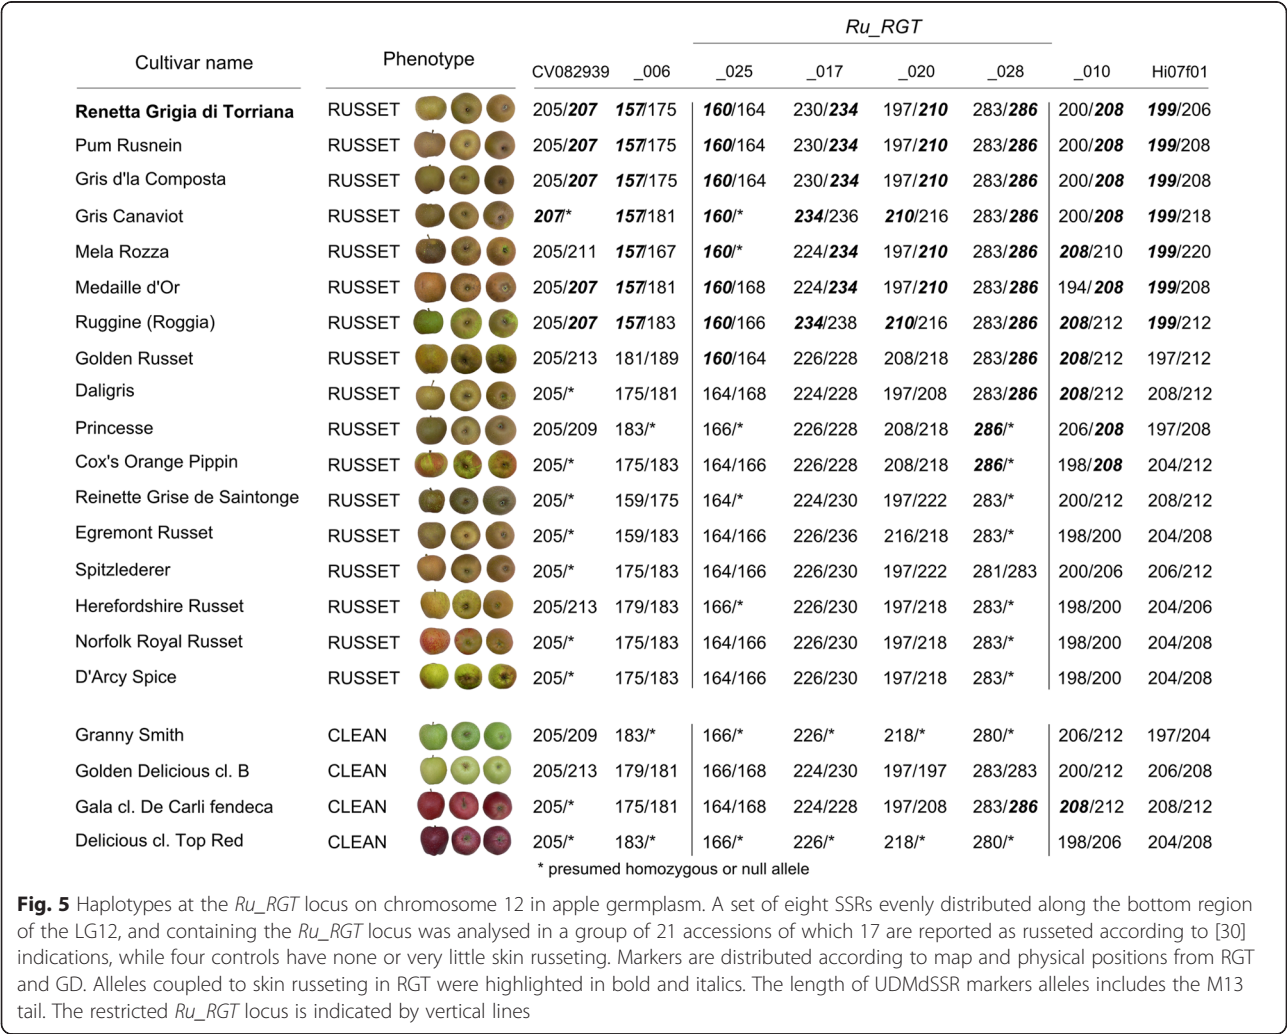 Ru_RGT
Cultivar name Phenotype CV082939 _006 _025 _017 _020 _028 _010 Hi07f01
Renetta Grigia di Torriana RUSSET 205/207 157/175 160/164 230/234 197/210 283/286 200/208 199/206
Pum Rusnein RUSSET 205/207 157/175 160/164 230/234 197/210 283/286 200/208 199/208
Gris d'la Composta RUSSET 205/207 157/175 160/164 230/234 197/210 283/286 200/208 199/208
Gris Canaviot RUSSET 207/* 157/181 160/* 234/236 210/216 283/286 200/208 199/218
Mela Rozza RUSSET 205/211 157/167 160/* 224/234 197/210 283/286 208/210 199/220
Medaille d'Or RUSSET 205/207 157/181 160/168 224/234 197/210 283/286 194/208 199/208
Ruggine (Roggia) RUSSET 205/207 157/183 160/166 234/238 210/216 283/286 208/212 199/212
Golden Russet RUSSET 205/213 181/189 160/164 226/228 208/218 283/286 208/212 197/212
Daligris RUSSET 205/* 175/181 164/168 224/228 197/208 283/286 208/212 208/212
Princesse RUSSET 205/209 183/* 166/* 226/228 208/218 286/* 206/208 197/208
Cox's Orange Pippin RUSSET 205/* 175/183 164/166 226/228 208/218 286/* 198/208 204/212
Reinette Grise de Saintonge RUSSET 205/* 159/175 164/* 224/230 197/222 283/* 200/212 208/212
Egremont Russet RUSSET 205/* 159/183 164/166 226/236 216/218 283/* 198/200 204/208
Spitzlederer RUSSET 205/* 175/183 164/166 226/230 197/222 281/283 200/206 206/212
Herefordshire Russet RUSSET 205/213 179/183 166/* 226/230 197/218 283/* 198/200 204/206
Norfolk Royal Russet RUSSET 205/* 175/183 164/166 226/230 197/218 283/* 198/200 204/208
D'Arcy Spice RUSSET 205/* 175/183 164/166 226/230 197/218 283/* 198/200 204/208
Granny Smith CLEAN 205/209 183/* 166/* 226/* 218/* 280/* 206/212 197/204
Golden Delicious cl. B CLEAN 205/213 179/181 166/168 224/230 197/197 283/283 200/212 206/208
Gala cl. De Carli fendeca CLEAN 205/* 175/181 164/168 224/228 197/208 283/286 208/212 208/212
Delicious cl. Top Red CLEAN 205/* 183/* 166/* 226/* 218/* 280/* 198/206 204/208
* presumed homozygous or null allele
Fig. 5 Haplotypes at the Ru_RGT locus on chromosome 12 in apple germplasm. A set of eight SSRs evenly distributed along the bottom region
of the LG12, and containing the Ru_RGT locus was analysed in a group of 21 accessions of which 17 are reported as russeted according to [30]
indications, while four controls have none or very little skin russeting. Markers are distributed according to map and physical positions from RGT
and GD. Alleles coupled to skin russeting in RGT were highlighted in bold and italics. The length of UDMdSSR markers alleles includes the M13
tail. The restricted Ru_RGT locus is indicated by vertical lines